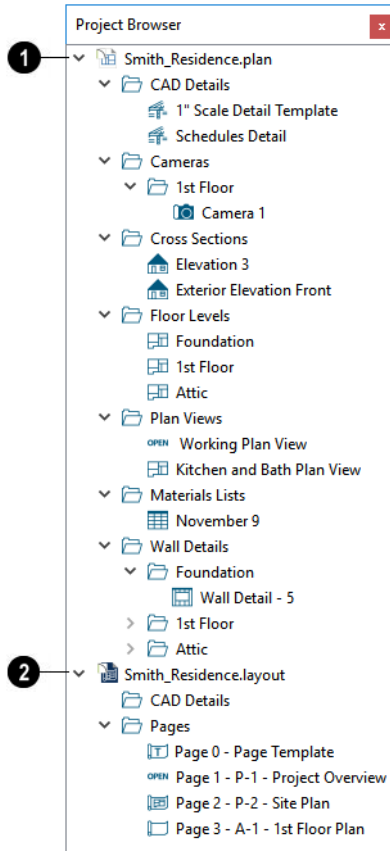 Project Browser
x
1
Smith_Residence.plan
CAD Details
1" Scale Detail Template
Schedules Detail
Cameras
1st Floor
Camera 1
Cross Sections
Elevation 3
Exterior Elevation Front
Floor Levels
Foundation
1st Floor
Attic
Plan Views
OPEN Working Plan View
Kitchen and Bath Plan View
Materials Lists
November 9
Wall Details
Foundation
Wall Detail - 5
1st Floor
Attic
2
Smith_Residence.layout
CAD Details
Pages
T Page 0 - Page Template
OPEN Page 1 - P-1 - Project Overview
Page 2 - P-2 - Site Plan
Page 3 - A-1 - 1st Floor Plan